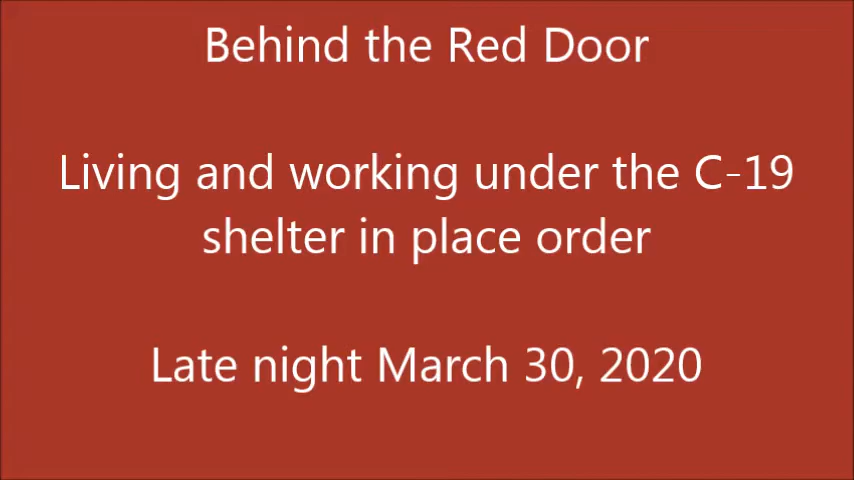 Behind the Red Door
Living and working under the C-19
shelter in place order
Late night March 30, 2020